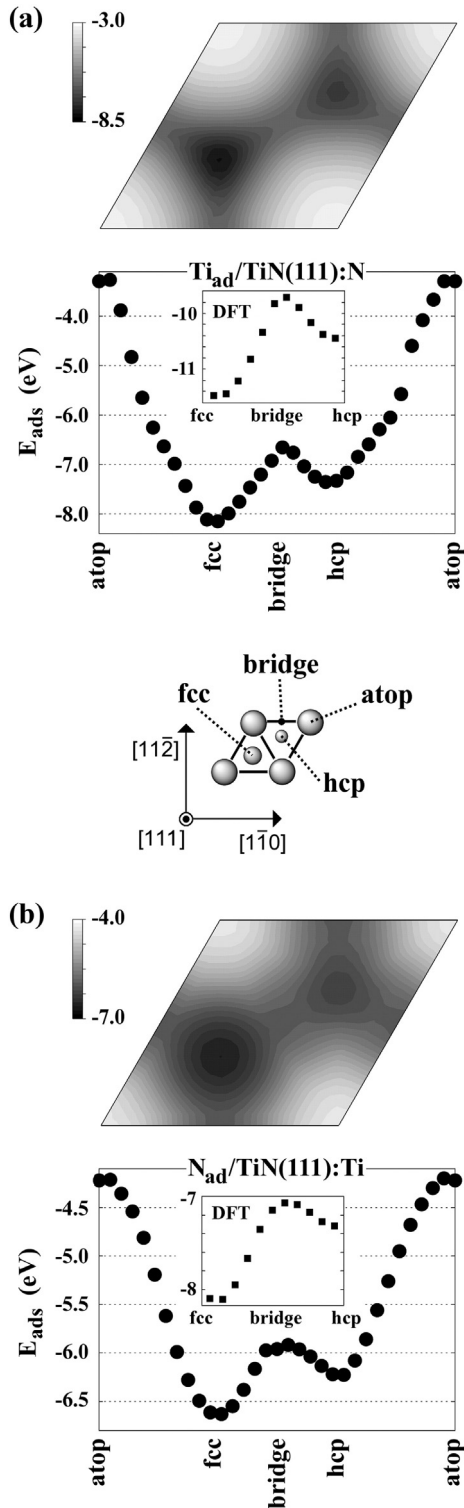 (a)
-3.0
-8.5
Ti_ad/TiN(111):N
DFT
-10
-11
fcc bridge hcp
E_ads (eV)
-4.0
-5.0
-6.0
-7.0
-8.0
atop fcc bridge hcp atop
bridge
fcc
atop
hcp
[112̅]
[111]
[11̅0]
(b)
-4.0
-7.0
N_ad/TiN(111):Ti
DFT
-7
-8
fcc bridge hcp
E_ads (eV)
-4.5
-5.0
-5.5
-6.0
-6.5
atop fcc bridge hcp atop